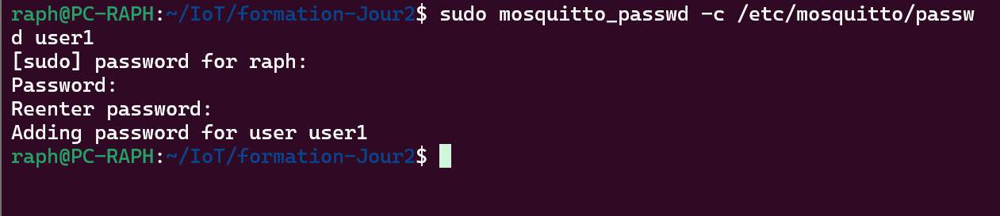 raph@PC-RAPH:~/IoT/formation-Jour2$ sudo mosquitto_passwd -c /etc/mosquitto/passw
d user1
[sudo] password for raph:
Password:
Reenter password:
Adding password for user user1
raph@PC-RAPH:~/IoT/formation-Jour2$